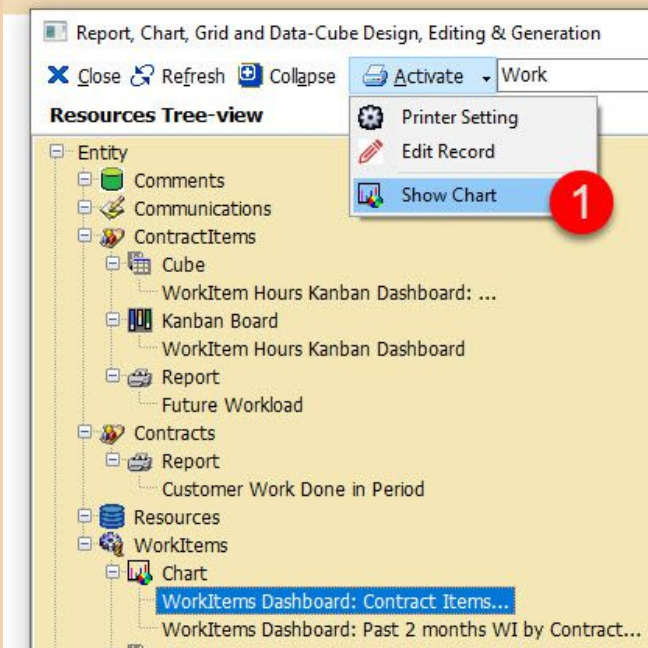 Report, Chart, Grid and Data-Cube Design, Editing & Generation
Close Refresh Collapse Activate Work
Resources Tree-view
Printer Setting
Edit Record
Show Chart
1
Entity
Comments
Communications
ContractItems
Cube
WorkItem Hours Kanban Dashboard: ...
Kanban Board
WorkItem Hours Kanban Dashboard
Report
Future Workload
Contracts
Report
Customer Work Done in Period
Resources
WorkItems
Chart
WorkItems Dashboard: Contract Items...
WorkItems Dashboard: Past 2 months WI by Contract...